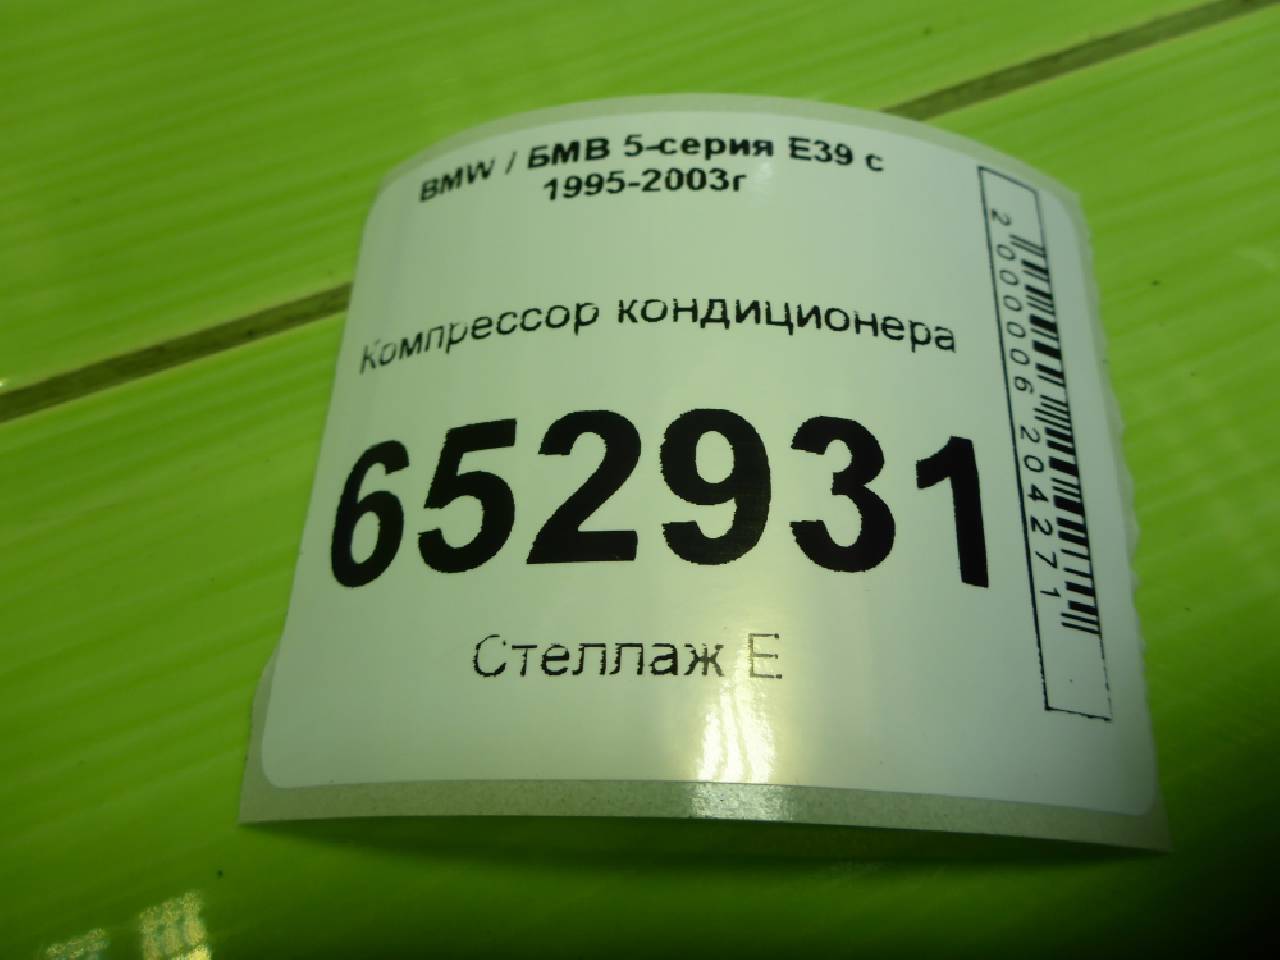 BMW / БМВ 5-серия E39 с
1995-2003г
Компрессор кондиционера
652931
Стеллаж E
2000006204271